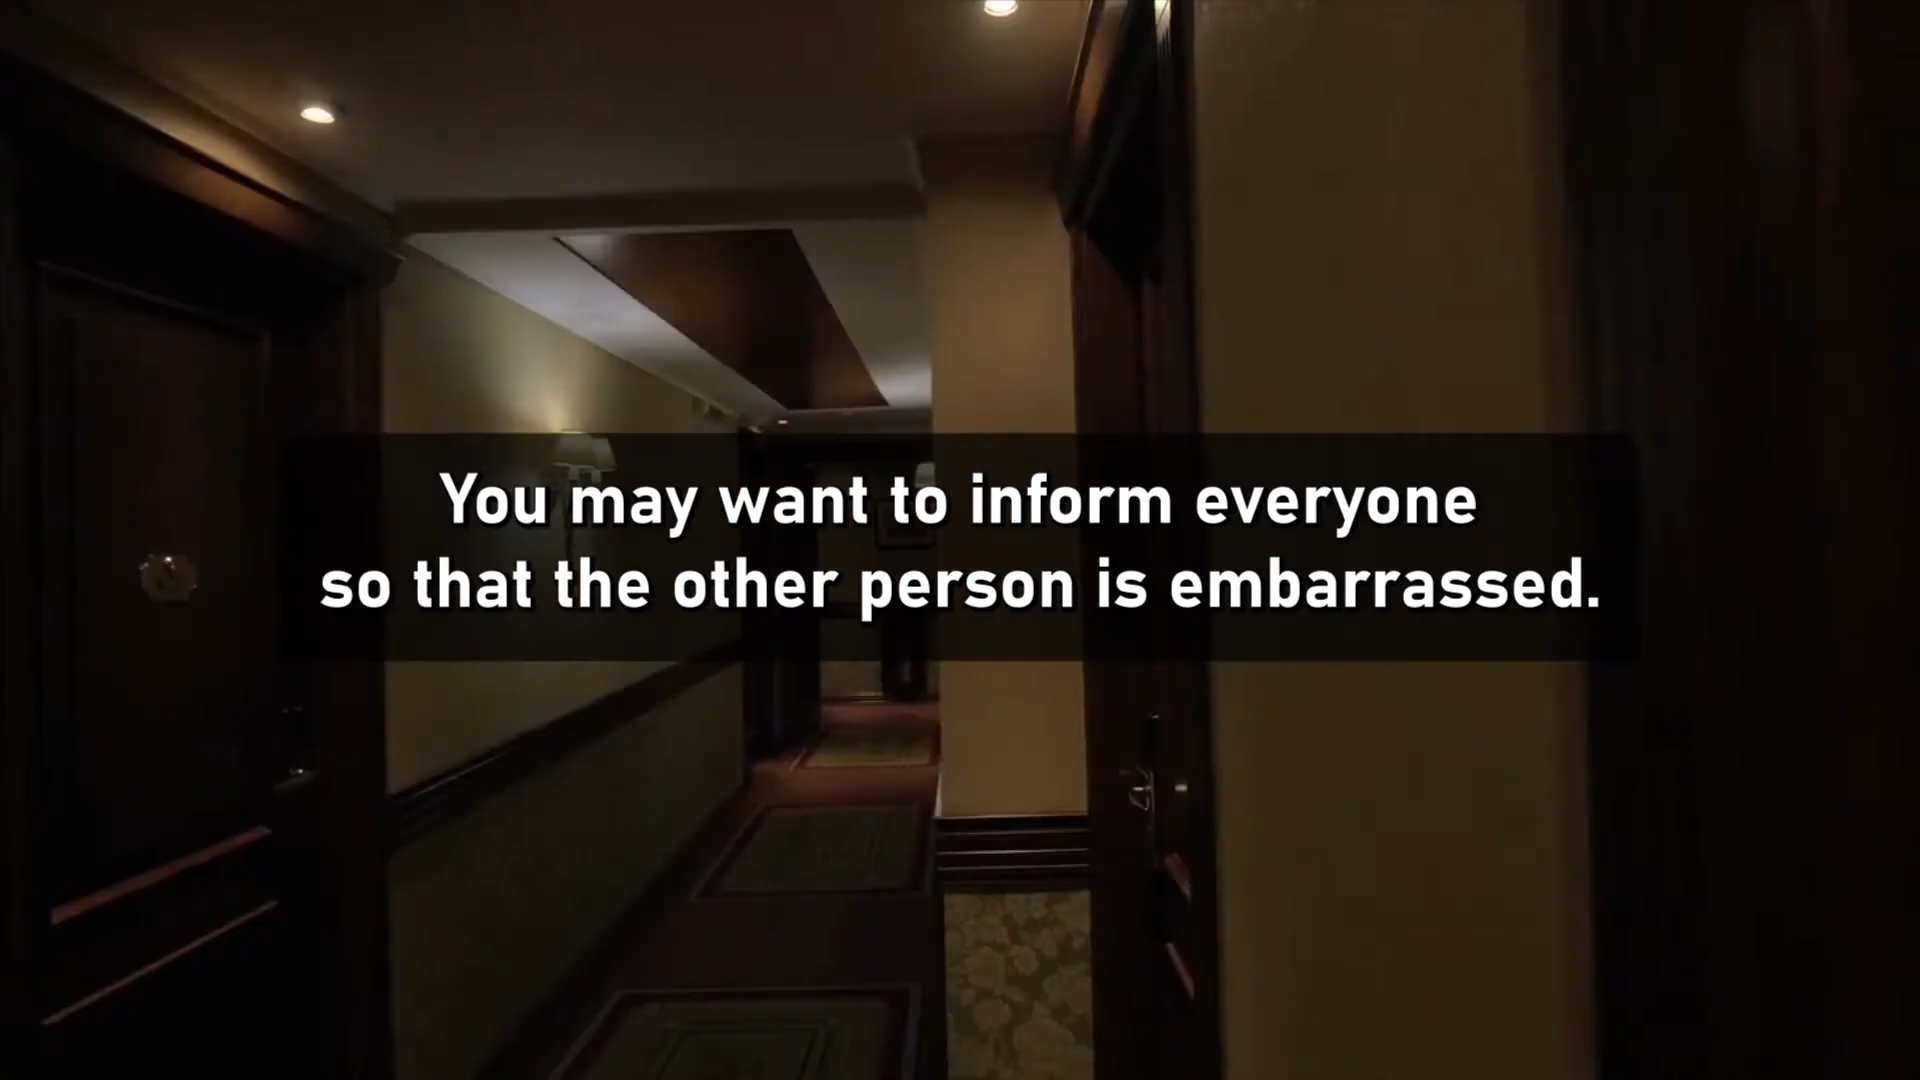 You may want to inform everyone
so that the other person is embarrassed.